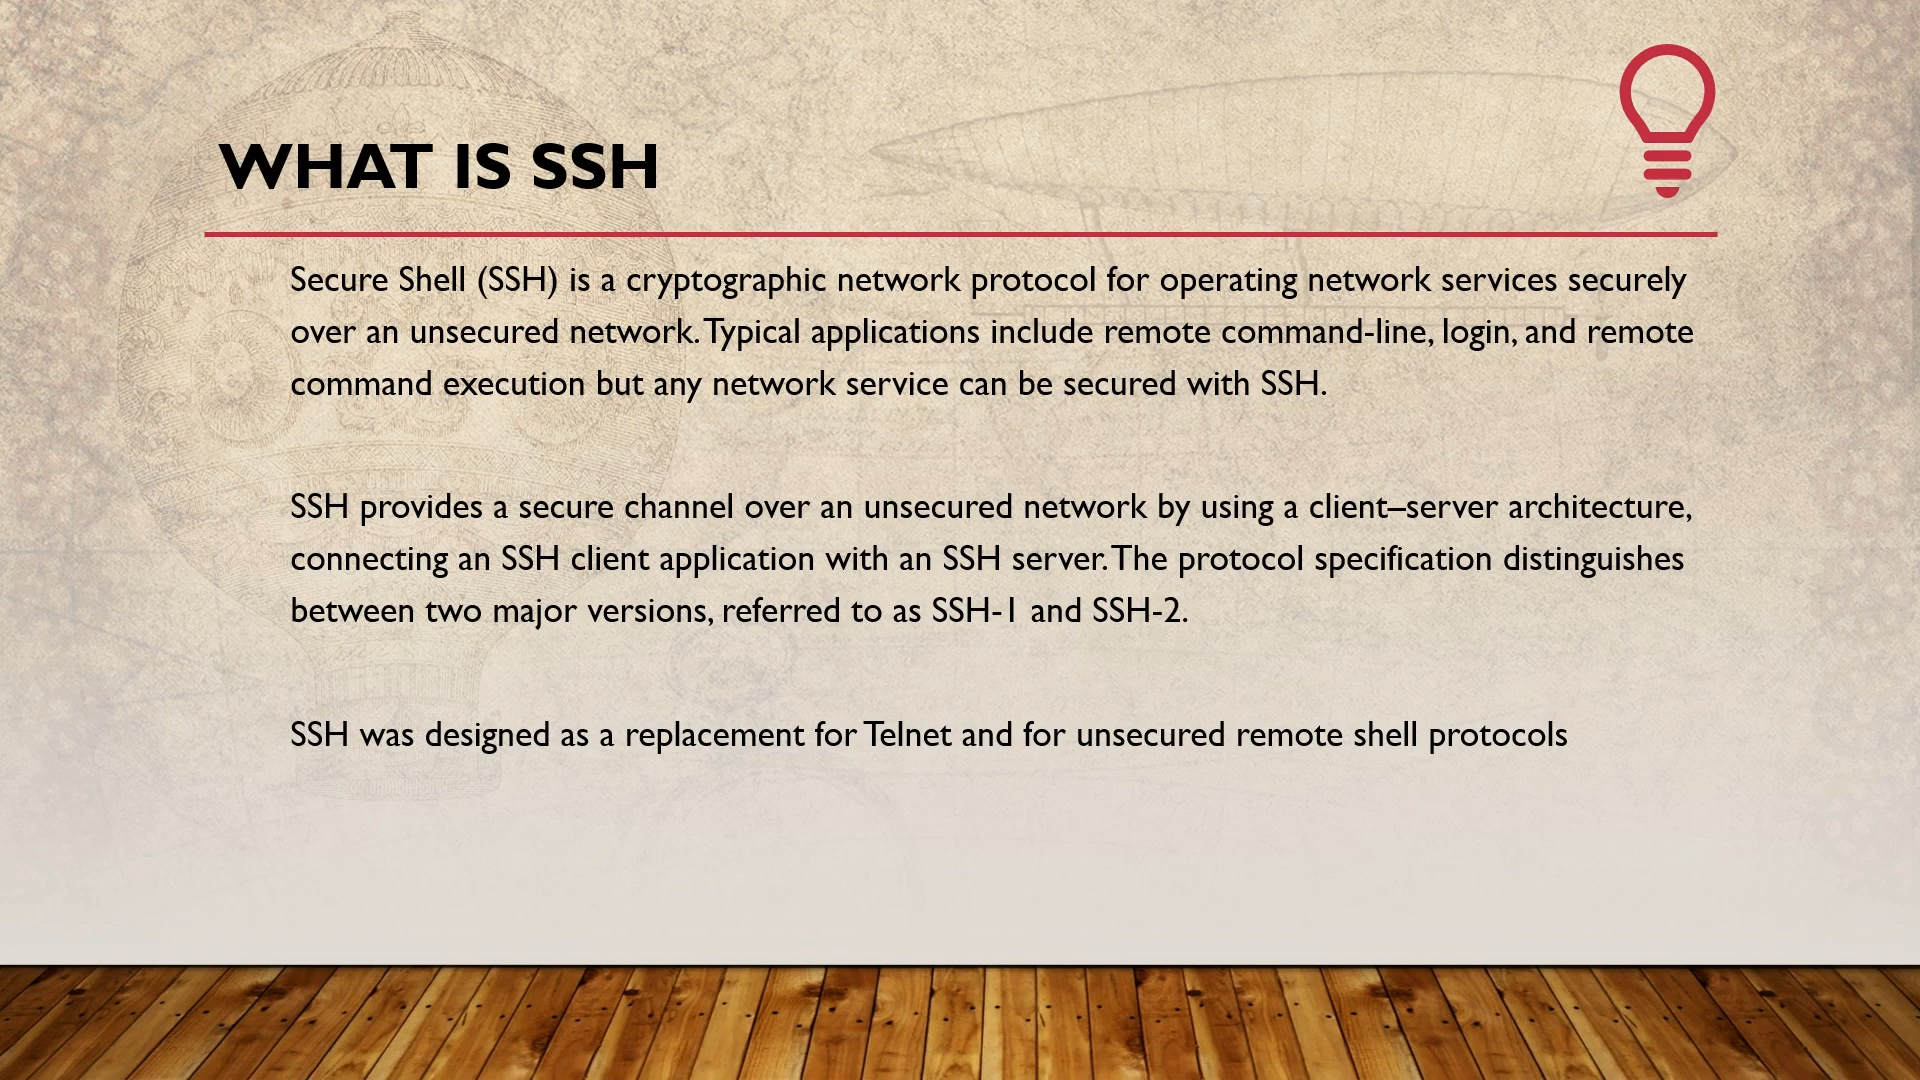 WHAT IS SSH
Secure Shell (SSH) is a cryptographic network protocol for operating network services securely
over an unsecured network. Typical applications include remote command-line, login, and remote
command execution but any network service can be secured with SSH.
SSH provides a secure channel over an unsecured network by using a client–server architecture,
connecting an SSH client application with an SSH server. The protocol specification distinguishes
between two major versions, referred to as SSH-1 and SSH-2.
SSH was designed as a replacement for Telnet and for unsecured remote shell protocols